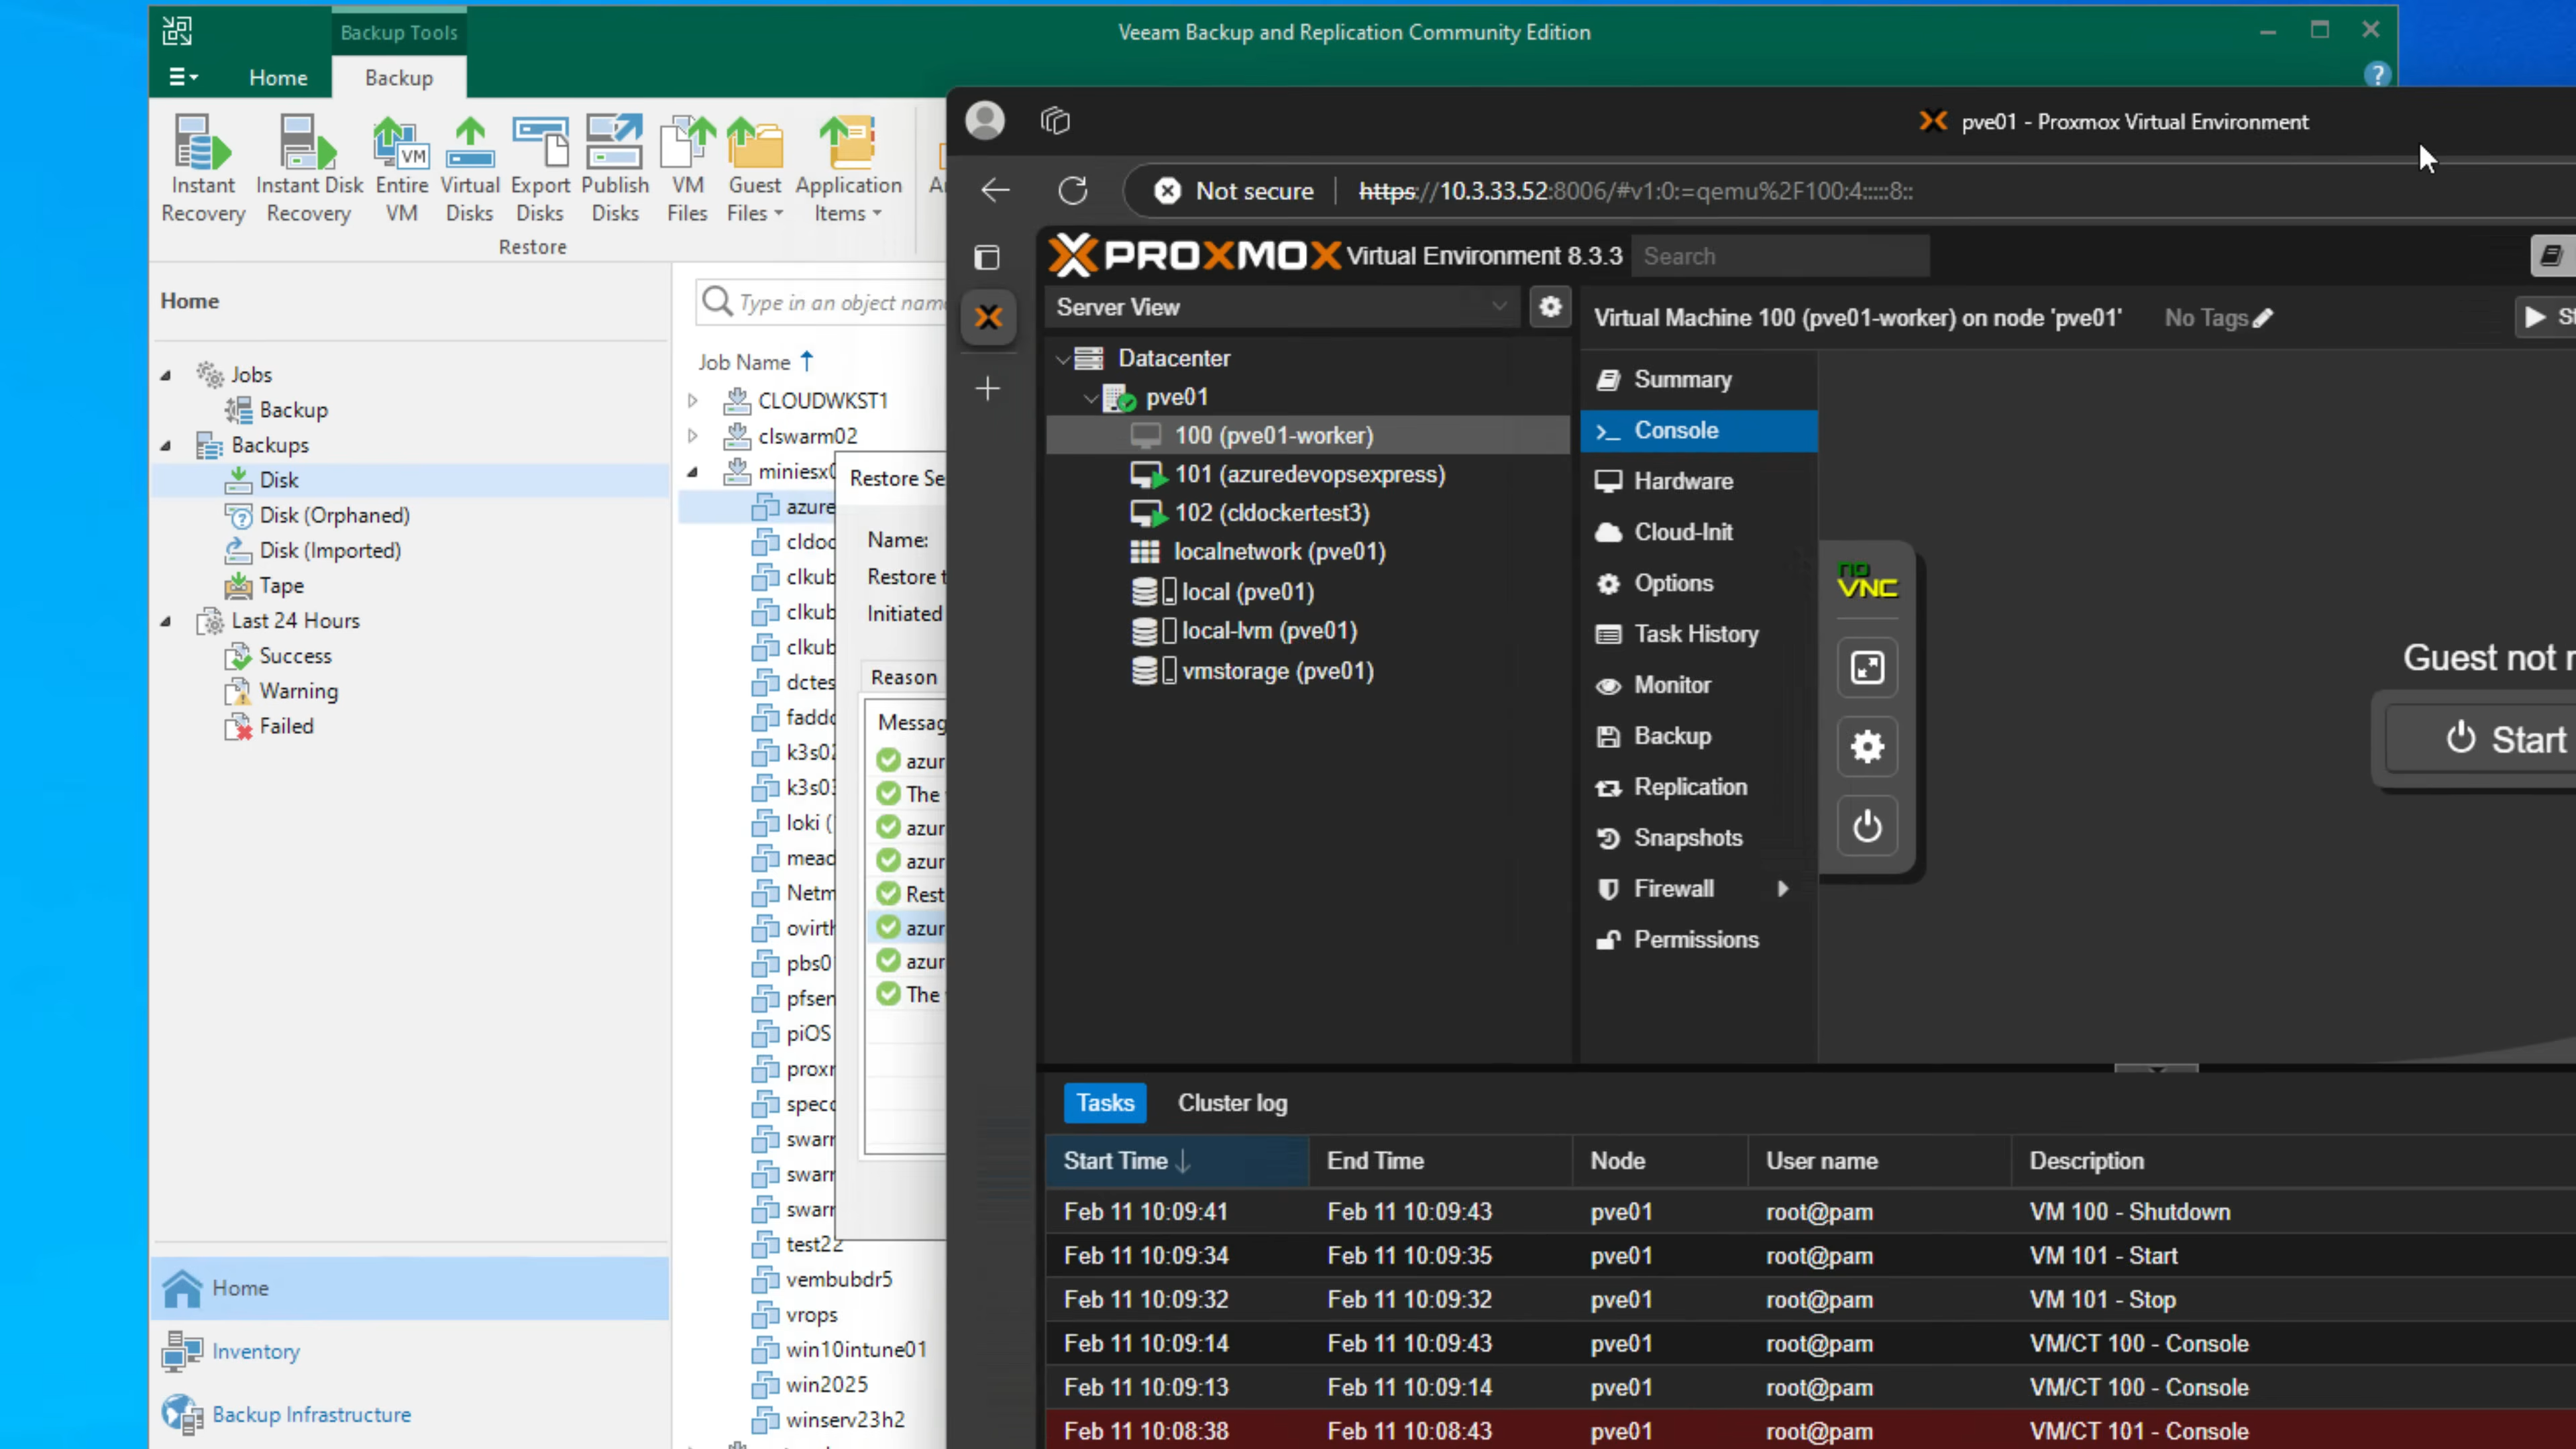 Backup Tools
Veeam Backup and Replication Community Edition
Home
Backup
?
Instant Recovery
Instant Disk Recovery
Entire VM
Virtual Disks
Export Disks
Publish Disks
VM Files
Guest Files
Application Items
Restore
Home
Jobs
Backup
Backups
Disk
Disk (Orphaned)
Disk (Imported)
Tape
Last 24 Hours
Success
Warning
Failed
Home
Inventory
Backup Infrastructure
Type in an object
Job Name
CLOUDWKST1
clswarm02
vembubdr5
vrops
win10intune01
win2025
winserv23h2
test22
piOS
loki (
Name:
Initiated
Reason
The
The
pve01 - Proxmox Virtual Environment
Not secure
https://10.3.33.52:8006/#v1:0:=qemu%2F100:4:::::8::
PROXMOX Virtual Environment 8.3.3
Search
Server View
Datacenter
pve01
100 (pve01-worker)
101 (azuredevopsexpress)
102 (cldockertest3)
localnetwork (pve01)
local (pve01)
local-lvm (pve01)
vmstorage (pve01)
Virtual Machine 100 (pve01-worker) on node 'pve01'
No Tags
Summary
Console
Hardware
Cloud-Init
Options
Task History
Monitor
Backup
Replication
Snapshots
Firewall
Permissions
no
VNC
Guest not
Start
Tasks
Cluster log
Start Time End Time Node User name Description
Feb 11 10:09:41 Feb 11 10:09:43 pve01 root@pam VM 100 - Shutdown
Feb 11 10:09:34 Feb 11 10:09:35 pve01 root@pam VM 101 - Start
Feb 11 10:09:32 Feb 11 10:09:32 pve01 root@pam VM 101 - Stop
Feb 11 10:09:14 Feb 11 10:09:43 pve01 root@pam VM/CT 100 - Console
Feb 11 10:09:13 Feb 11 10:09:14 pve01 root@pam VM/CT 100 - Console
Feb 11 10:08:38 Feb 11 10:08:43 pve01 root@pam VM/CT 101 - Console